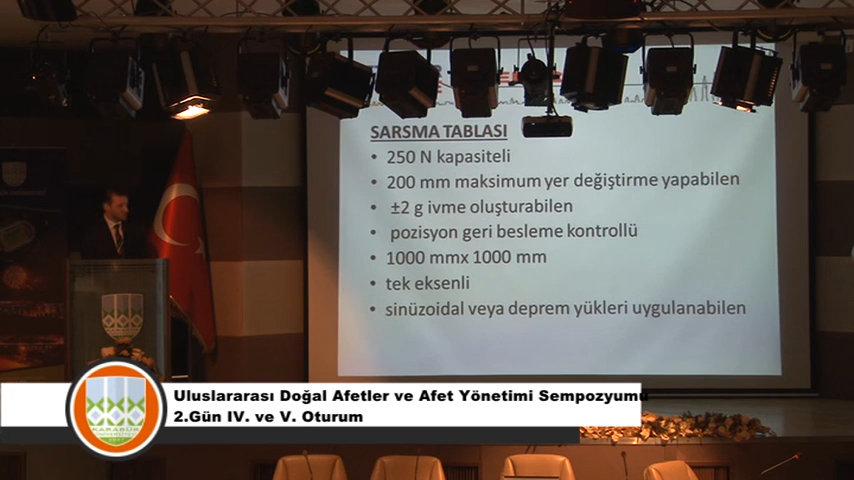 SARSMA TABLASI
• 250 N kapasiteli
• 200 mm maksimum yer değiştirme yapabilen
• ±2 g ivme oluşturabilen
• pozisyon geri besleme kontrollü
• 1000 mmx 1000 mm
• tek eksenli
• sinüzoidal veya deprem yükleri uygulanabilen
Uluslararası Doğal Afetler ve Afet Yönetimi Sempozyumu
2.Gün IV. ve V. Oturum
KARABÜK